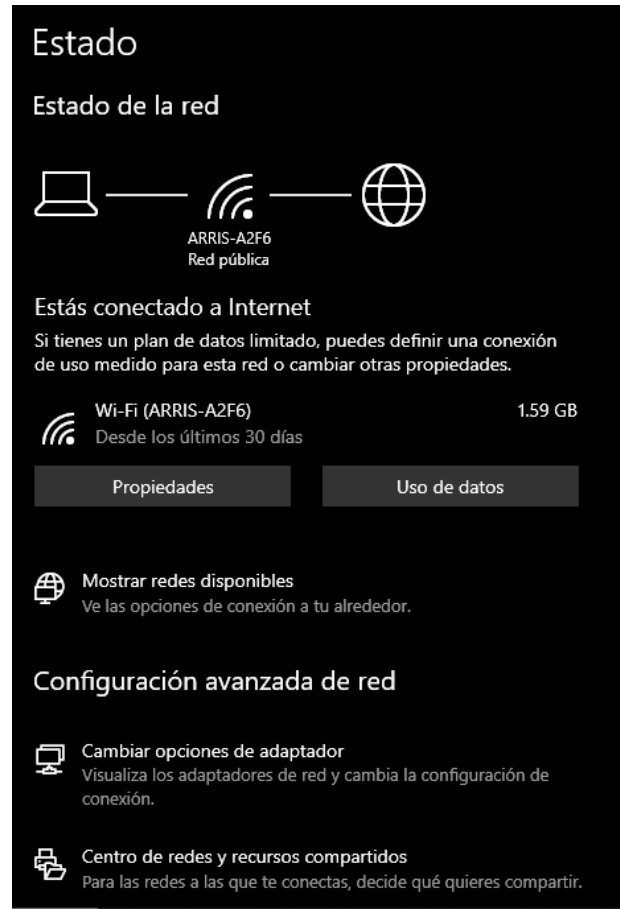 Estado
Estado de la red
ARRIS-A2F6
Red pública
Estás conectado a Internet
Si tienes un plan de datos limitado, puedes definir una conexión
de uso medido para esta red o cambiar otras propiedades.
Wi-Fi (ARRIS-A2F6)
1.59 GB
Desde los últimos 30 días
Propiedades
Uso de datos
Mostrar redes disponibles
Ve las opciones de conexión a tu alrededor.
Configuración avanzada de red
Cambiar opciones de adaptador
Visualiza los adaptadores de red y cambia la configuración de
conexión.
Centro de redes y recursos compartidos
Para las redes a las que te conectas, decide qué quieres compartir.